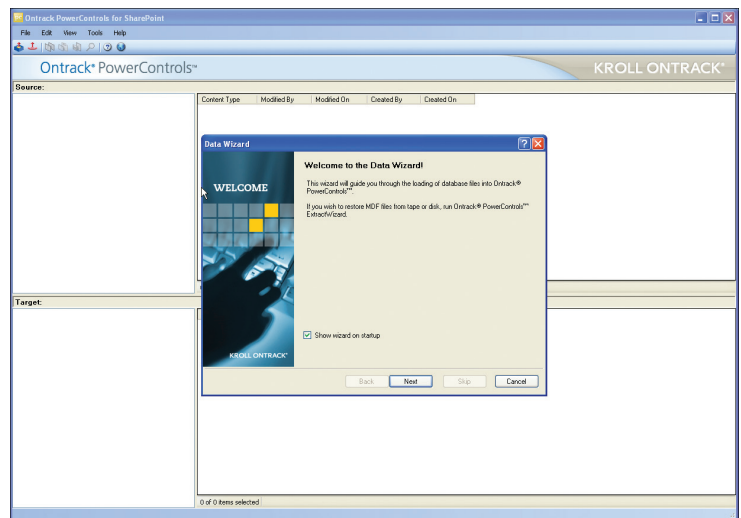 Ontrack PowerControls for SharePoint
File Edit View Tools Help
Ontrack® PowerControls™
KROLL ONTRACK®
Source:
Content Type Modified By Modified On Created By Created On
Data Wizard
WELCOME
Welcome to the Data Wizard!
This wizard will guide you through the loading of database files into Ontrack®
PowerControls™.
If you wish to restore MDF files from tape or disk, run Ontrack® PowerControls™
ExtractWizard.
Show wizard on startup
KROLL ONTRACK®
Back Next Skip Cancel
Target:
0 of 0 items selected